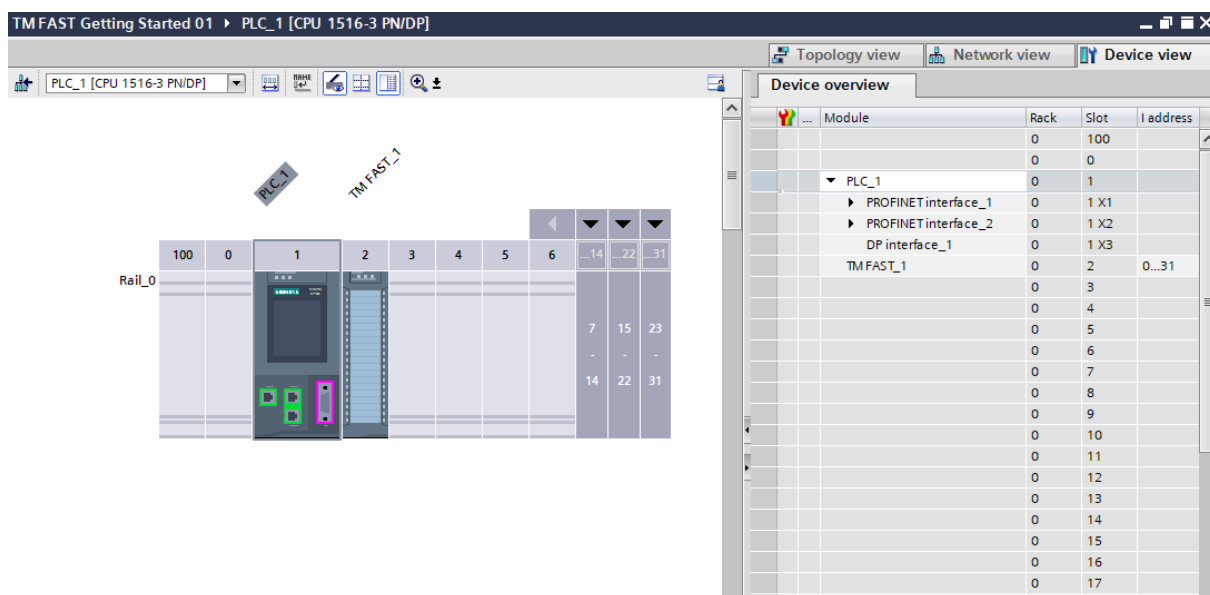 TM FAST Getting Started 01 ▸ PLC_1 [CPU 1516-3 PN/DP]
Topology view Network view Device view
PLC_1 [CPU 1516-3 PN/DP]
NAME
Device overview
... Module Rack Slot I address
0 100
0 0
PLC_1 0 1
PROFINET interface_1 0 1 X1
PROFINET interface_2 0 1 X2
DP interface_1 0 1 X3
TM FAST_1 0 2 0...31
0 3
0 4
0 5
0 6
0 7
0 8
0 9
0 10
0 11
0 12
0 13
0 14
0 15
0 16
0 17
PLC_1
TM FAST_1
100 0 1 2 3 4 5 6 ...14 ...22 ...31
Rail_0
SIEMENS
7 15 23
- - -
14 22 31